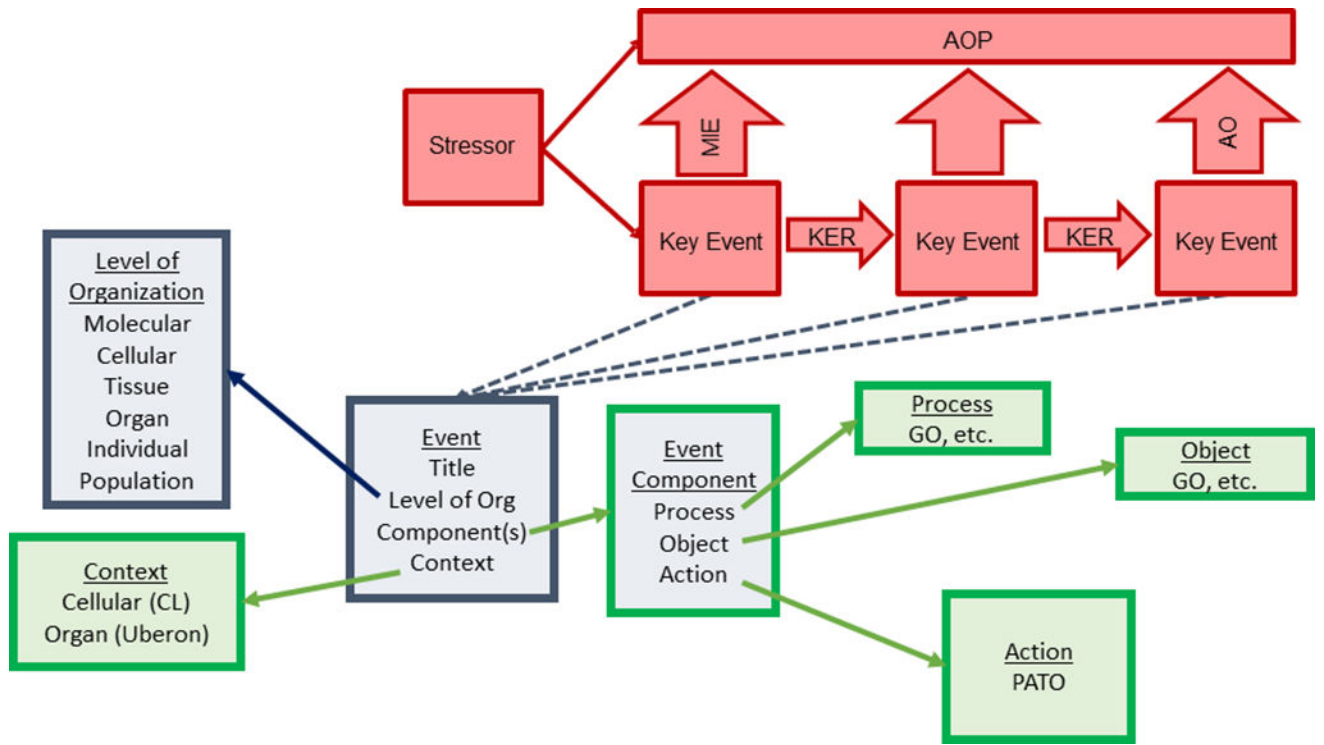 AOP
Stressor
MIE
AO
Key Event
KER
Key Event
KER
Key Event
Level of
Organization
Molecular
Cellular
Tissue
Organ
Individual
Population
Event
Title
Level of Org
Component(s)
Context
Event
Component
Process
Object
Action
Process
GO, etc.
Object
GO, etc.
Context
Cellular (CL)
Organ (Uberon)
Action
PATO